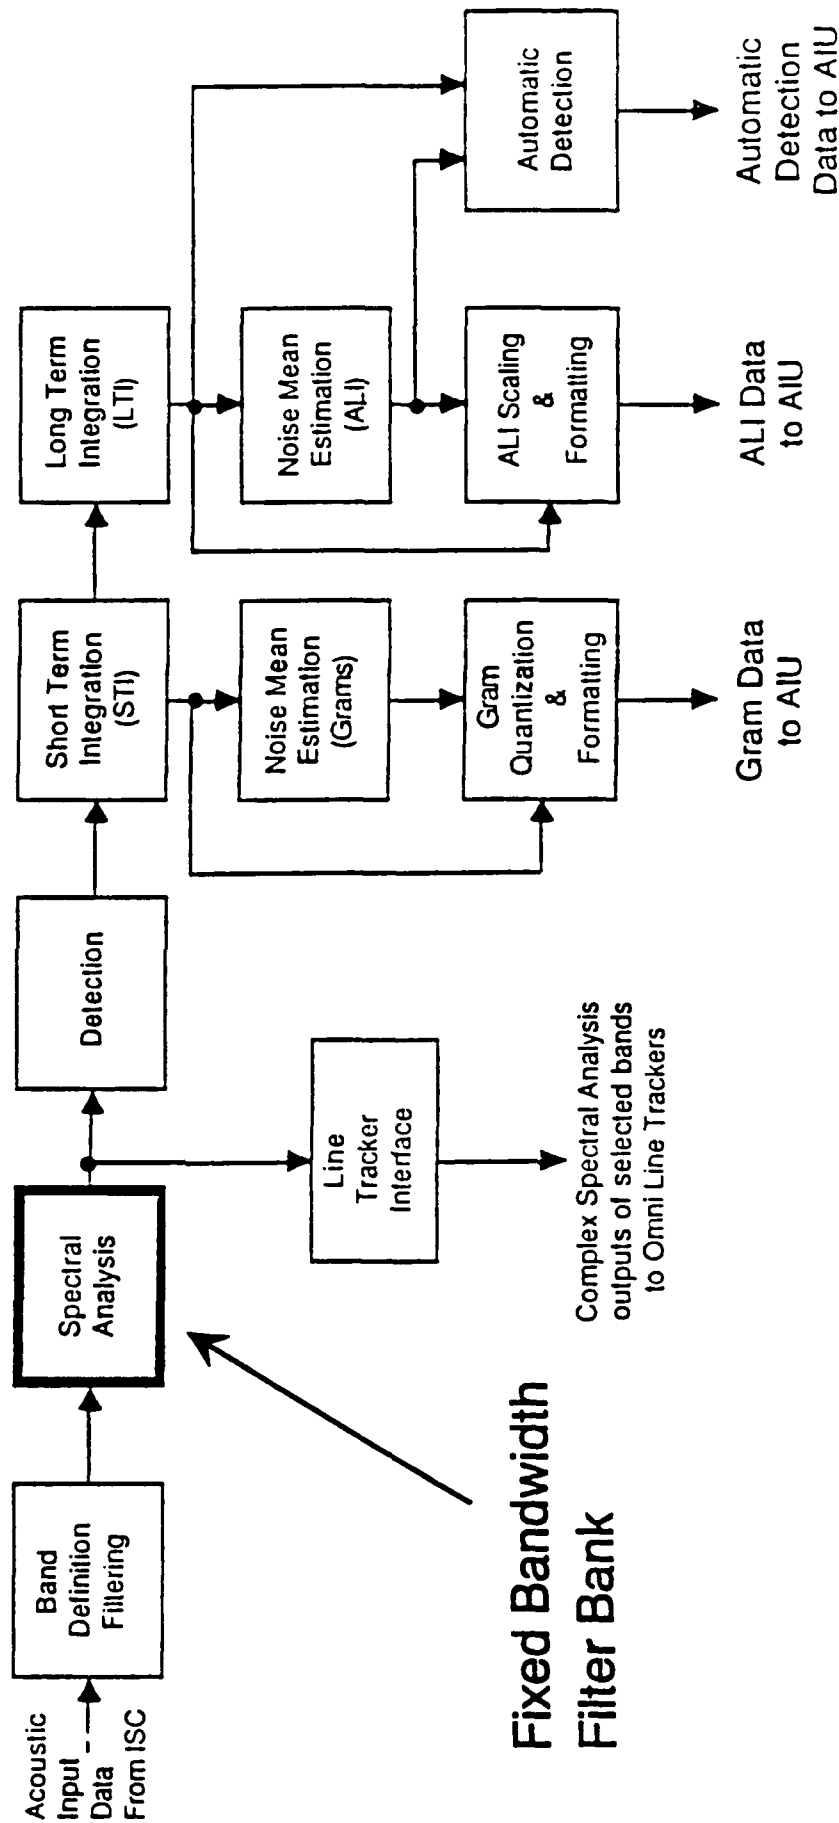 Acoustic
Input
Data
From ISC
Band
Definition
Filtering
Spectral
Analysis
Detection
Short Term
Integration
(STI)
Long Term
Integration
(LTI)
Line
Tracker
Interface
Noise Mean
Estimation
(Grams)
Noise Mean
Estimation
(ALI)
Gram
Quantization
&
Formatting
ALI Scaling
&
Formatting
Automatic
Detection
Fixed Bandwidth
Filter Bank
Complex Spectral Analysis
outputs of selected bands
to Omni Line Trackers
Gram Data
to AIU
ALI Data
to AIU
Automatic
Detection
Data to AIU